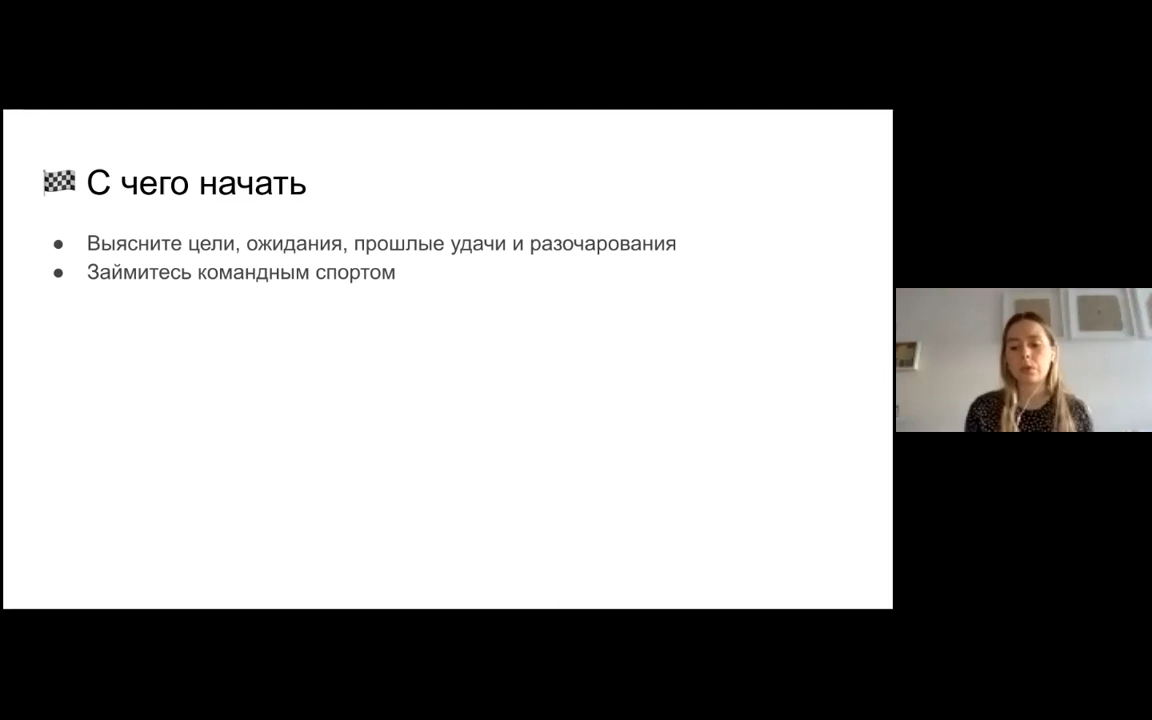 🏁 С чего начать
● Выясните цели, ожидания, прошлые удачи и разочарования
● Займитесь командным спортом